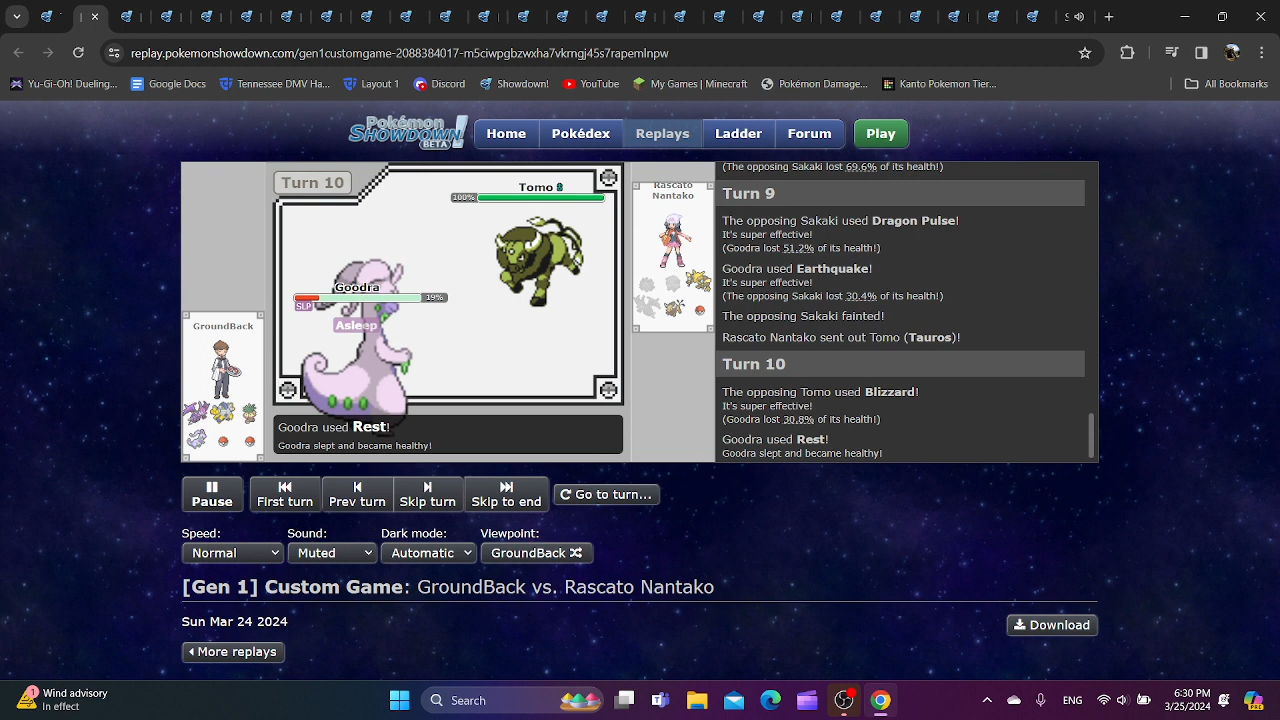 replay.pokemonshowdown.com/gen1customgame-2088384017-m5ciwpgbzwxha7vkrngj45s7rapemlnpw
Yu-Gi-Oh! Dueling...
Google Docs
Tennessee DMV Ha...
Layout 1
Discord
Showdown!
YouTube
My Games | Minecraft
Pokémon Damage...
Kanto Pokemon Tier...
All Bookmarks
Pokémon
SHOWDOWN!
BETA
Home
Pokédex
Replays
Ladder
Forum
Play
Turn 10
Tomo
100%
Goodra
19%
SLP
Asleep
GroundBack
Goodra used Rest!
Goodra slept and became healthy!
Rascato
Nantako
(The opposing Sakaki lost 69.6% of its health!)
Turn 9
The opposing Sakaki used Dragon Pulse!
It's super effective!
(Goodra lost 51.2% of its health!)
Goodra used Earthquake!
It's super effective!
(The opposing Sakaki lost 30.4% of its health!)
The opposing Sakaki fainted!
Rascato Nantako sent out Tomo (Tauros)!
Turn 10
The opposing Tomo used Blizzard!
It's super effective!
(Goodra lost 30.8% of its health!)
Goodra used Rest!
Goodra slept and became healthy!
Pause
First turn
Prev turn
Skip turn
Skip to end
Go to turn...
Speed:
Sound:
Dark mode:
Viewpoint:
Normal
Muted
Automatic
GroundBack
[Gen 1] Custom Game: GroundBack vs. Rascato Nantako
Sun Mar 24 2024
Download
More replays
1
Wind advisory
In effect
Search
ENG
6:30 PM
3/25/2024